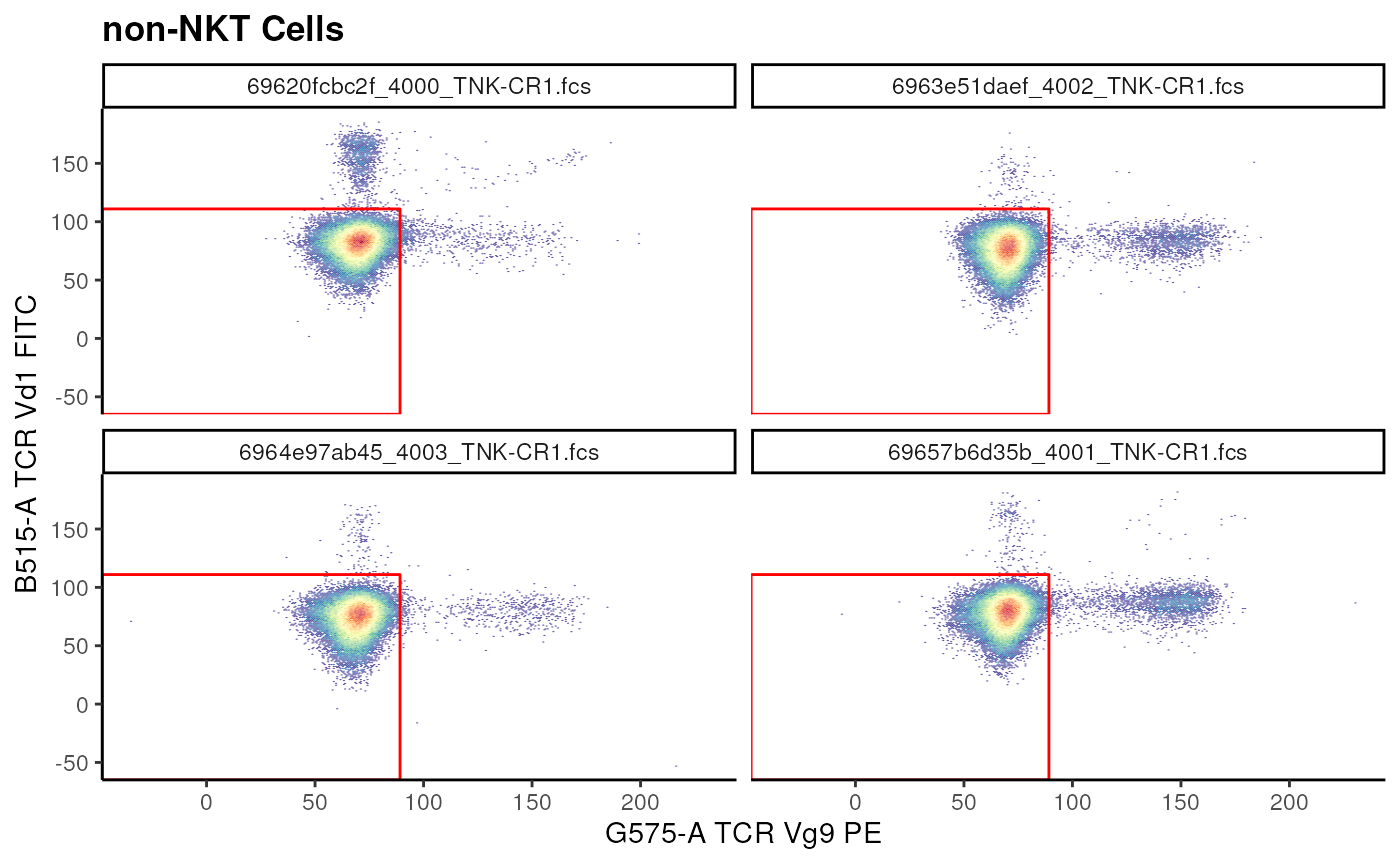 non-NKT Cells
69620fcbc2f_4000_TNK-CR1.fcs
6963e51daef_4002_TNK-CR1.fcs
150
100
50
0
-50
6964e97ab45_4003_TNK-CR1.fcs
69657b6d35b_4001_TNK-CR1.fcs
150
100
50
0
-50
0 50 100 150 200
0 50 100 150 200
G575-A TCR Vg9 PE
B515-A TCR Vd1 FITC